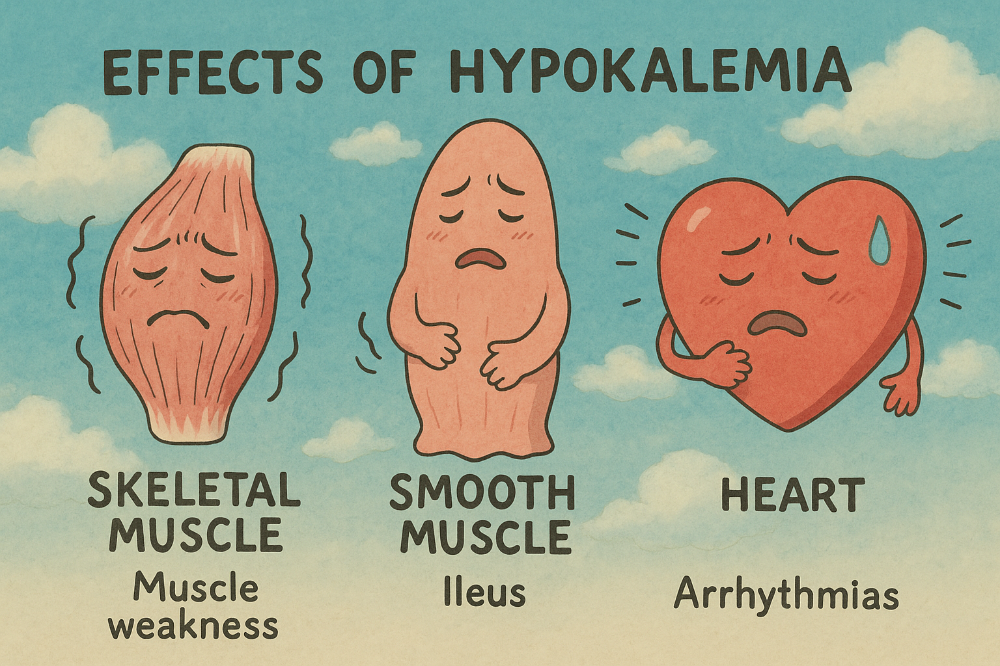 EFFECTS OF HYPOKALEMIA
SKELETAL
MUSCLE
Muscle
weakness
SMOOTH
MUSCLE
Ileus
HEART
Arrhythmias